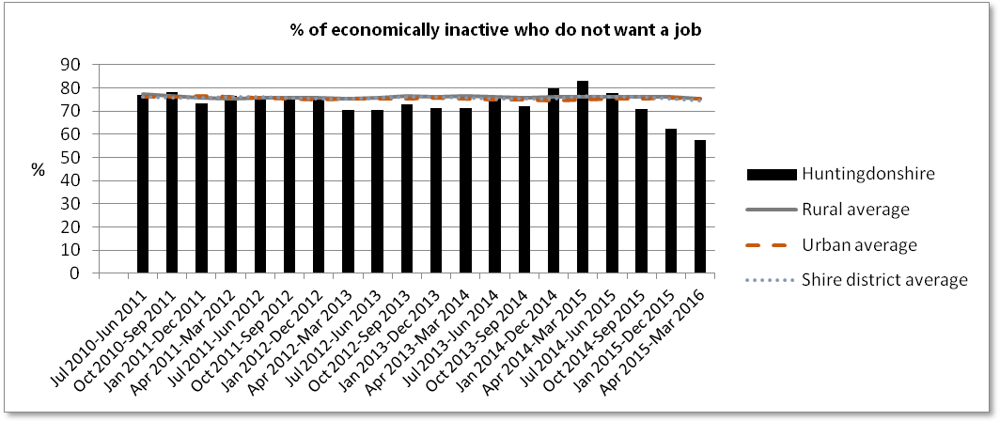 % of economically inactive who do not want a job
90
80
70
60
50
40
30
20
10
0
%
Jul 2010-Jun 2011
Oct 2010-Sep 2011
Jan 2011-Dec 2011
Apr 2011-Mar 2012
Jul 2011-Jun 2012
Oct 2011-Sep 2012
Jan 2012-Dec 2012
Apr 2012-Mar 2013
Jul 2012-Jun 2013
Oct 2012-Sep 2013
Jan 2013-Dec 2013
Apr 2013-Mar 2014
Jul 2013-Jun 2014
Oct 2013-Sep 2014
Jan 2014-Dec 2014
Apr 2014-Mar 2015
Jul 2014-Jun 2015
Oct 2014-Sep 2015
Jan 2015-Dec 2015
Apr 2015-Mar 2016
Huntingdonshire
Rural average
Urban average
Shire district average